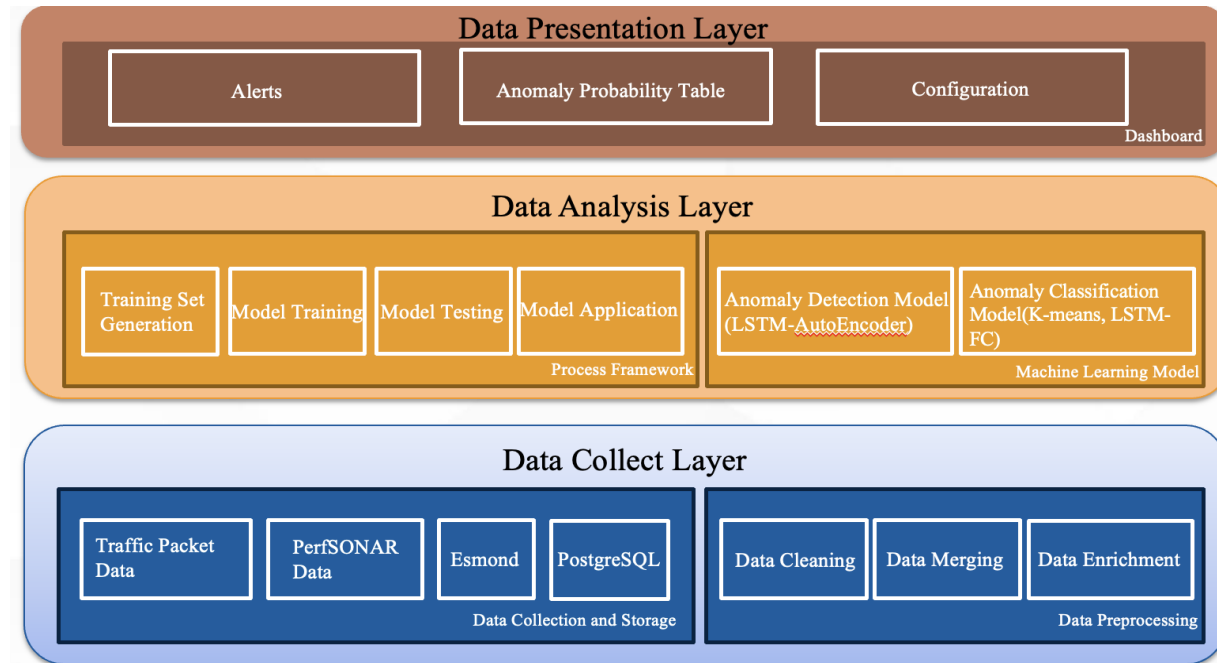 Data Presentation Layer
Alerts
Anomaly Probability Table
Configuration
Dashboard
Data Analysis Layer
Training Set
Generation
Model Training
Model Testing
Model Application
Process Framework
Anomaly Detection Model
(LSTM-AutoEncoder)
Anomaly Classification
Model(K-means, LSTM-
FC)
Machine Learning Model
Data Collect Layer
Traffic Packet
Data
PerfSONAR
Data
Esmond
PostgreSQL
Data Collection and Storage
Data Cleaning
Data Merging
Data Enrichment
Data Preprocessing